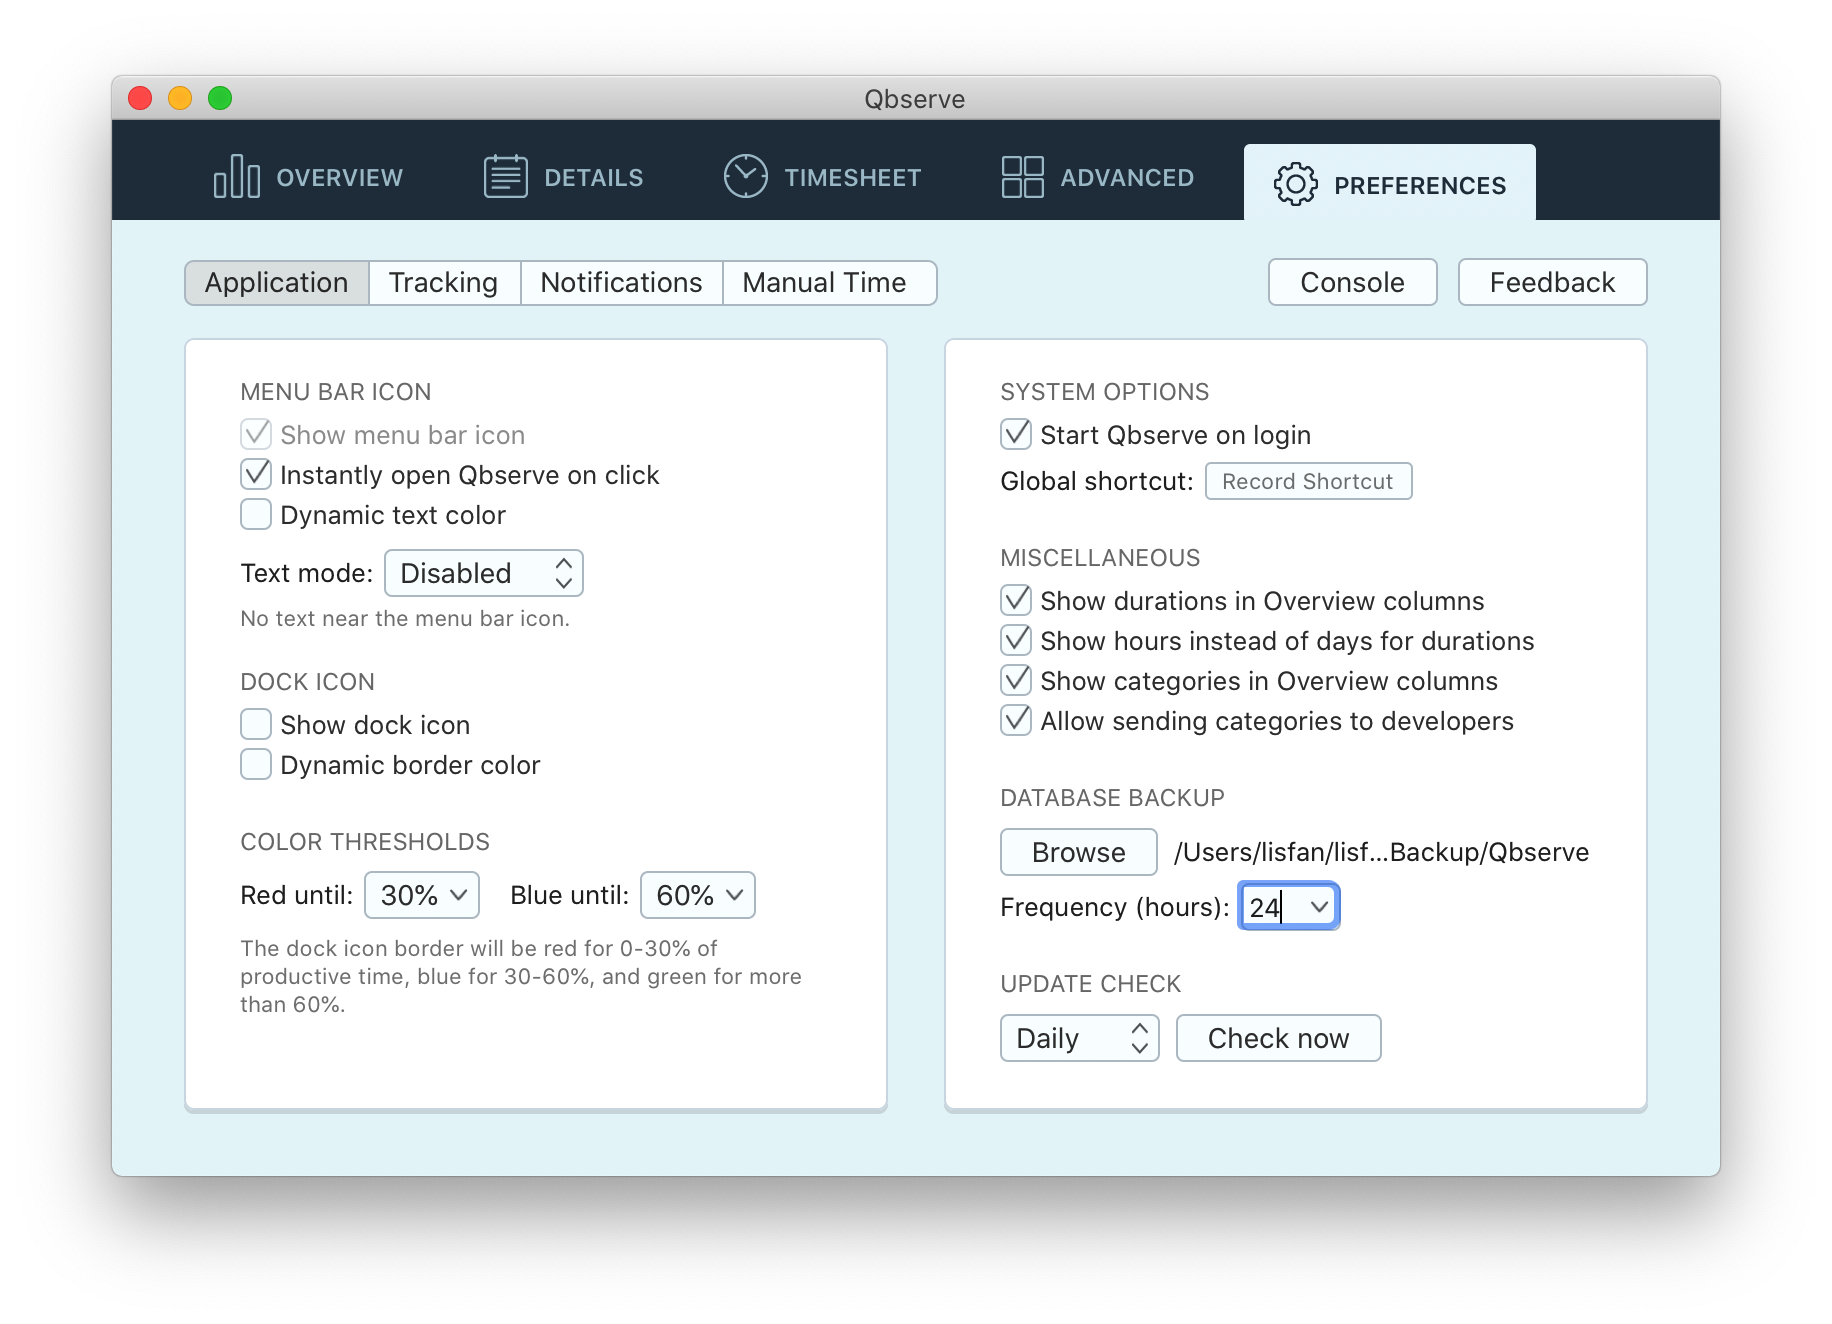 Qbserve
OVERVIEW
DETAILS
TIMESHEET
ADVANCED
PREFERENCES
Application
Tracking
Notifications
Manual Time
Console
Feedback
MENU BAR ICON
Show menu bar icon
Instantly open Qbserve on click
Dynamic text color
Text mode: Disabled
No text near the menu bar icon.
DOCK ICON
Show dock icon
Dynamic border color
COLOR THRESHOLDS
Red until: 30% Blue until: 60%
The dock icon border will be red for 0-30% of
productive time, blue for 30-60%, and green for more
than 60%.
SYSTEM OPTIONS
Start Qbserve on login
Global shortcut: Record Shortcut
MISCELLANEOUS
Show durations in Overview columns
Show hours instead of days for durations
Show categories in Overview columns
Allow sending categories to developers
DATABASE BACKUP
Browse /Users/lisfan/lisf...Backup/Qbserve
Frequency (hours): 24
UPDATE CHECK
Daily Check now